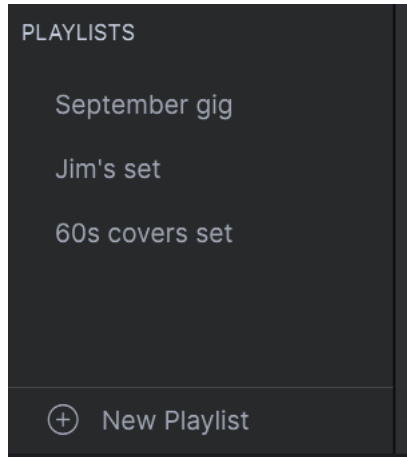 PLAYLISTS
September gig
Jim's set
60s covers set
New Playlist